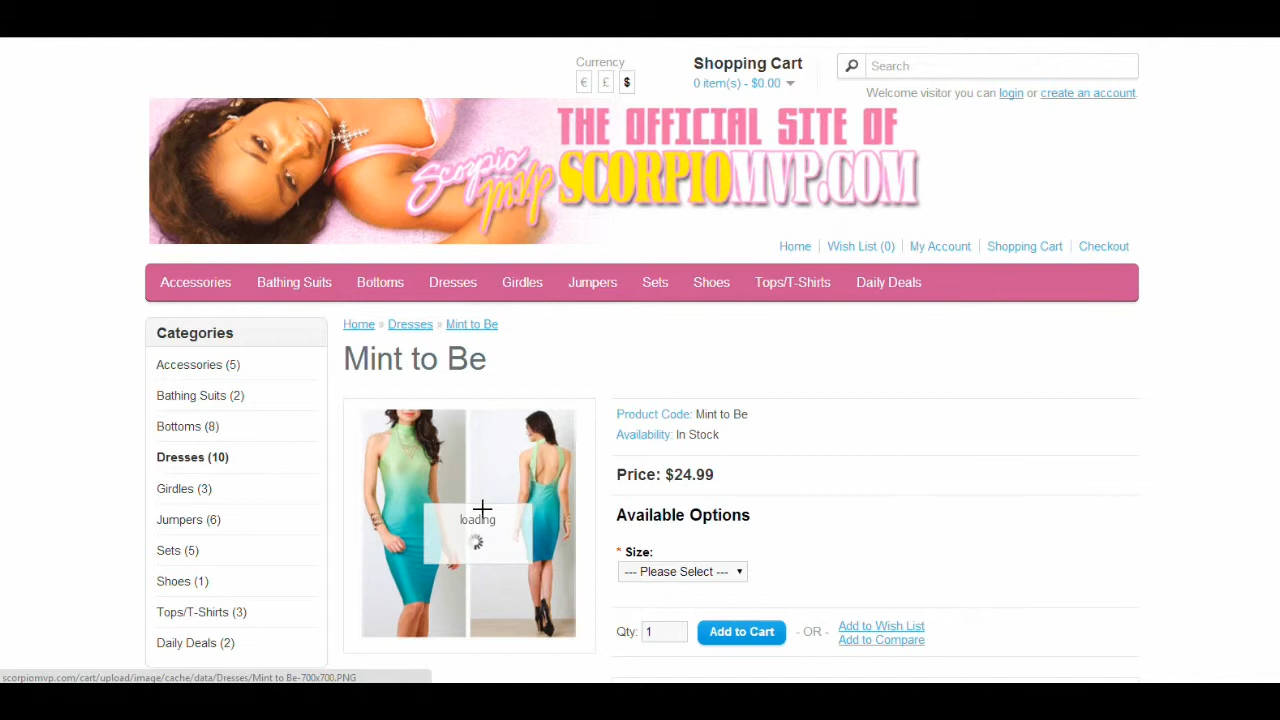 Currency
€ £ $
Shopping Cart
0 item(s) - $0.00
Search
Welcome visitor you can login or create an account.
THE OFFICIAL SITE OF
Scorpio MVP
SCORPIOMVP.COM
Home Wish List (0) My Account Shopping Cart Checkout
Accessories Bathing Suits Bottoms Dresses Girdles Jumpers Sets Shoes Tops/T-Shirts Daily Deals
Categories
Accessories (5)
Bathing Suits (2)
Bottoms (8)
Dresses (10)
Girdles (3)
Jumpers (6)
Sets (5)
Shoes (1)
Tops/T-Shirts (3)
Daily Deals (2)
Home » Dresses » Mint to Be
Mint to Be
loading
Product Code: Mint to Be
Availability: In Stock
Price: $24.99
Available Options
* Size:
--- Please Select ---
Qty: 1 Add to Cart - OR - Add to Wish List
Add to Compare
scorpiomvp.com/cart/upload/image/cache/data/Dresses/Mint to Be-700x700.PNG